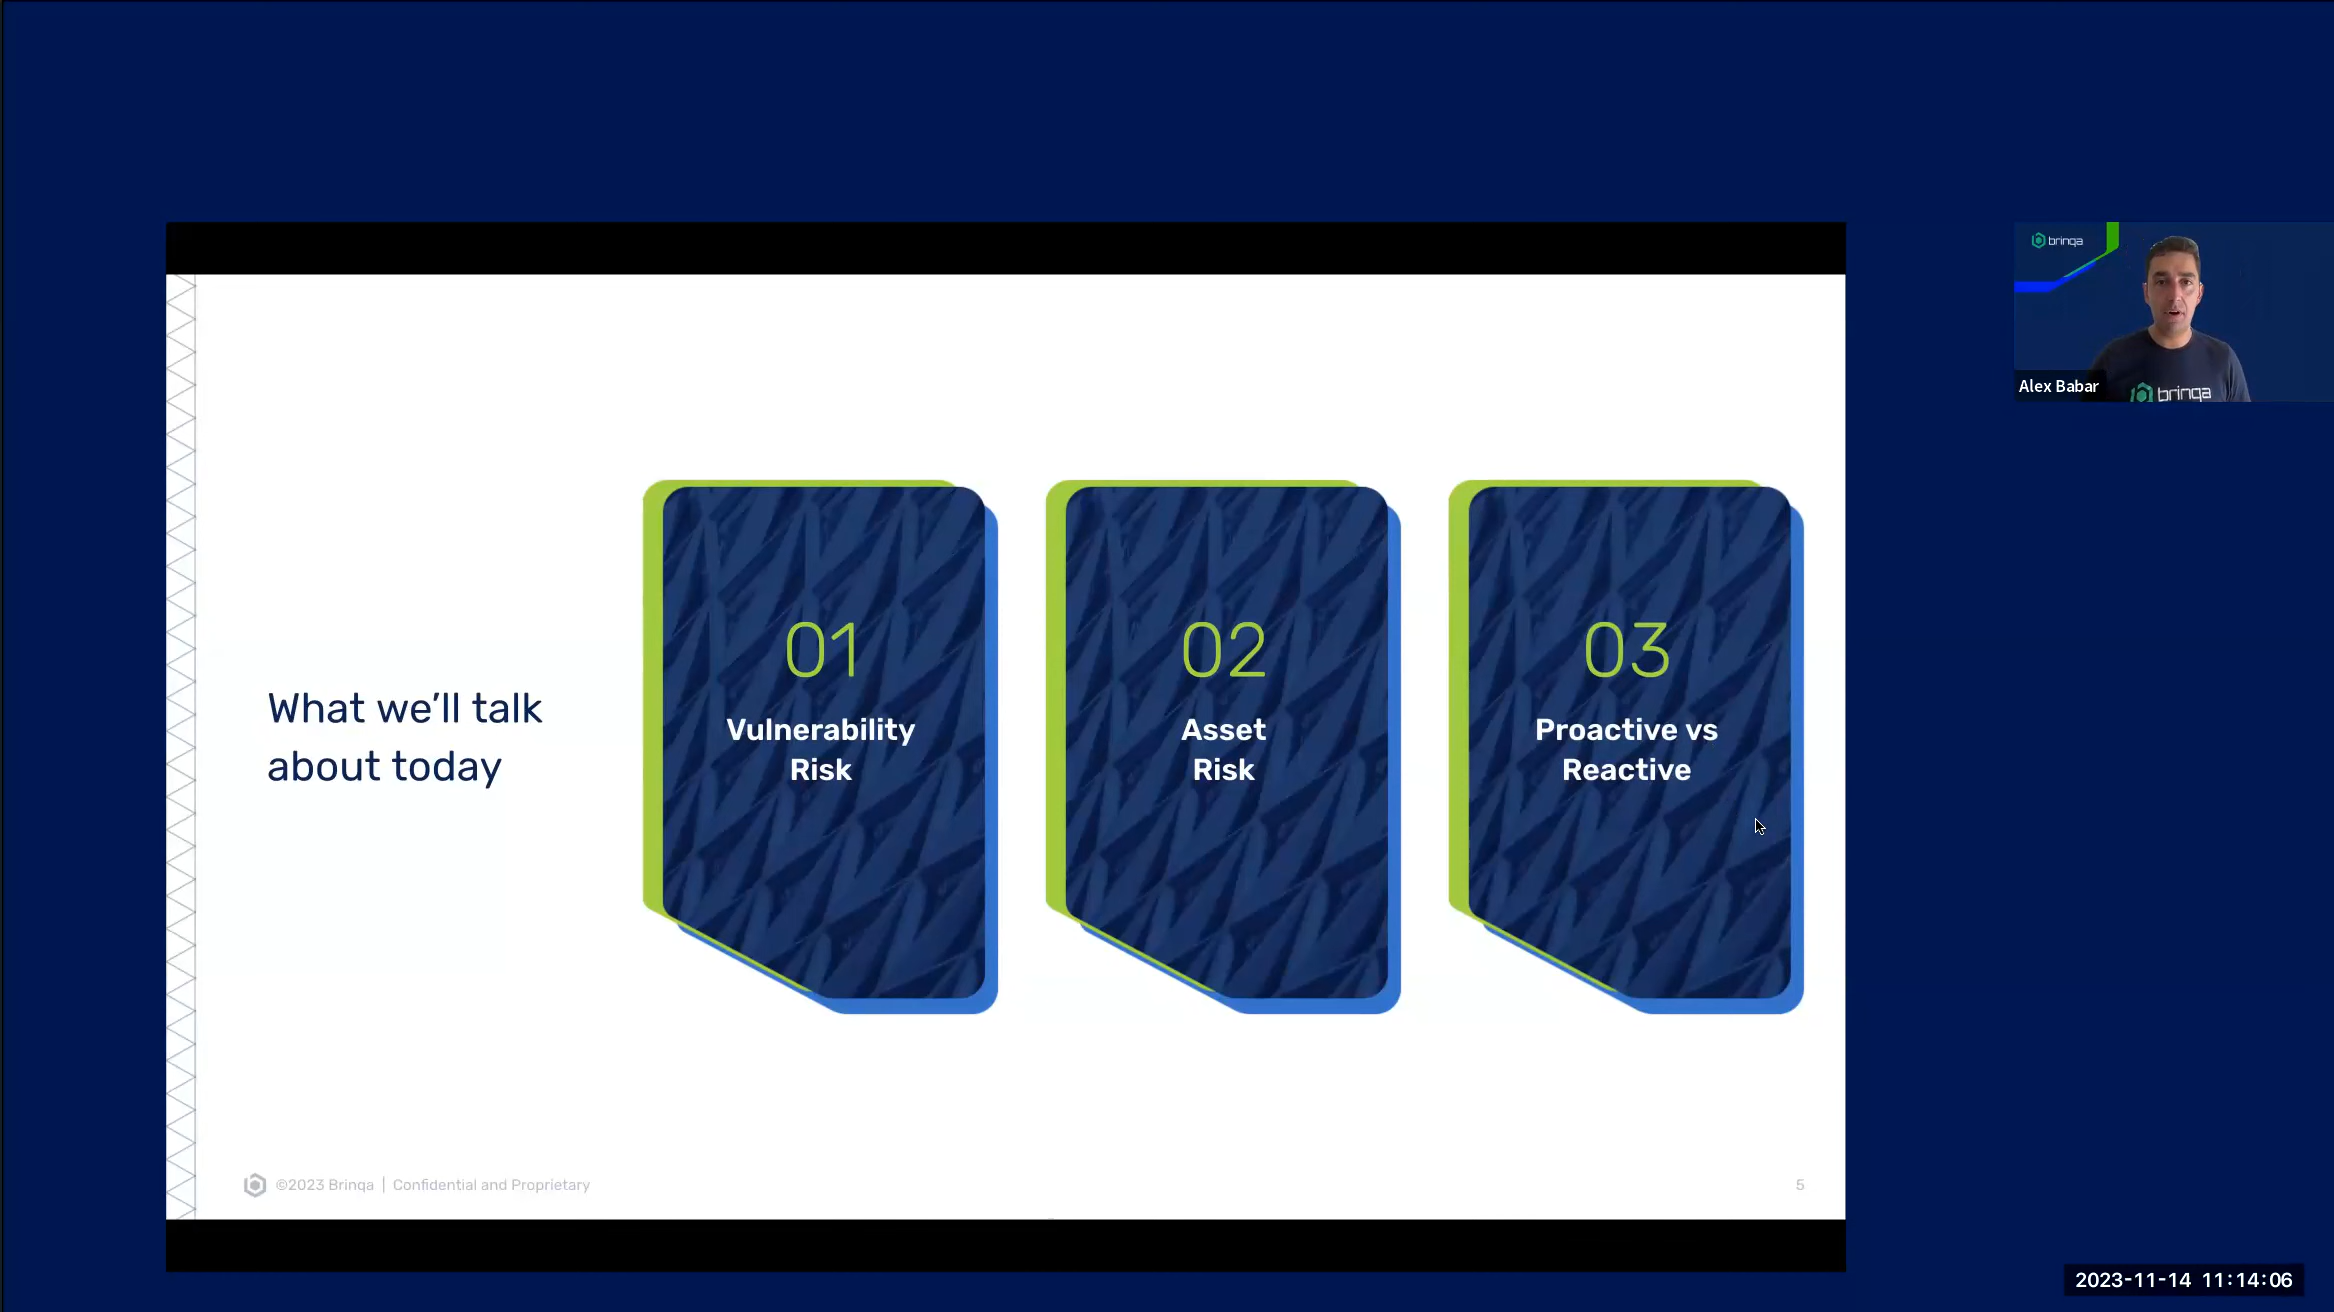 What we'll talk
about today
01
Vulnerability
Risk
02
Asset
Risk
03
Proactive vs
Reactive
©2023 Brinqa | Confidential and Proprietary
5
brinqa
brinqa
Alex Babar
2023-11-14 11:14:06